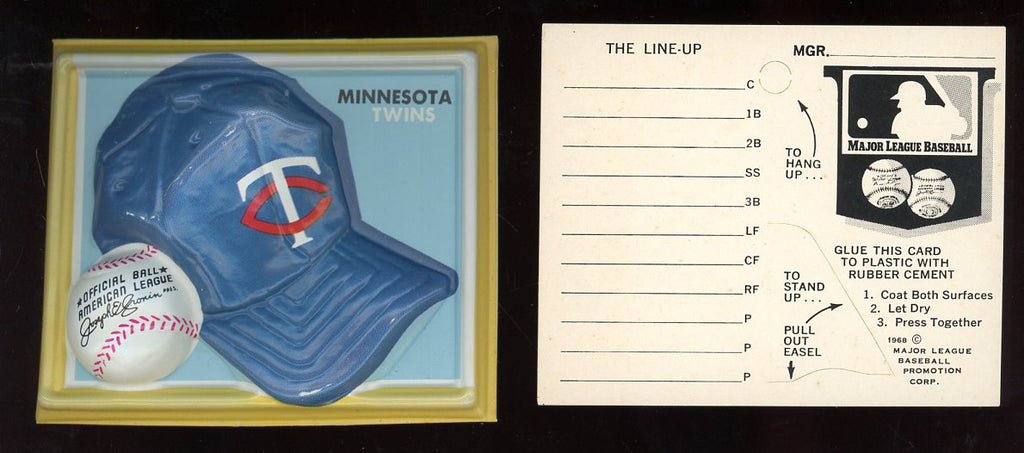 MINNESOTA
TWINS
TC
★OFFICIAL BALL★
AMERICAN LEAGUE
Joseph E. Cronin PRES.
THE LINE-UP
MGR.
C
1B
2B
SS
3B
LF
CF
RF
P
P
P
TO
HANG
UP...
MAJOR LEAGUE BASEBALL
GLUE THIS CARD
TO PLASTIC WITH
RUBBER CEMENT
1. Coat Both Surfaces
2. Let Dry
3. Press Together
TO
STAND
UP...
PULL
OUT
EASEL
1968 ©
MAJOR LEAGUE
BASEBALL
PROMOTION
CORP.